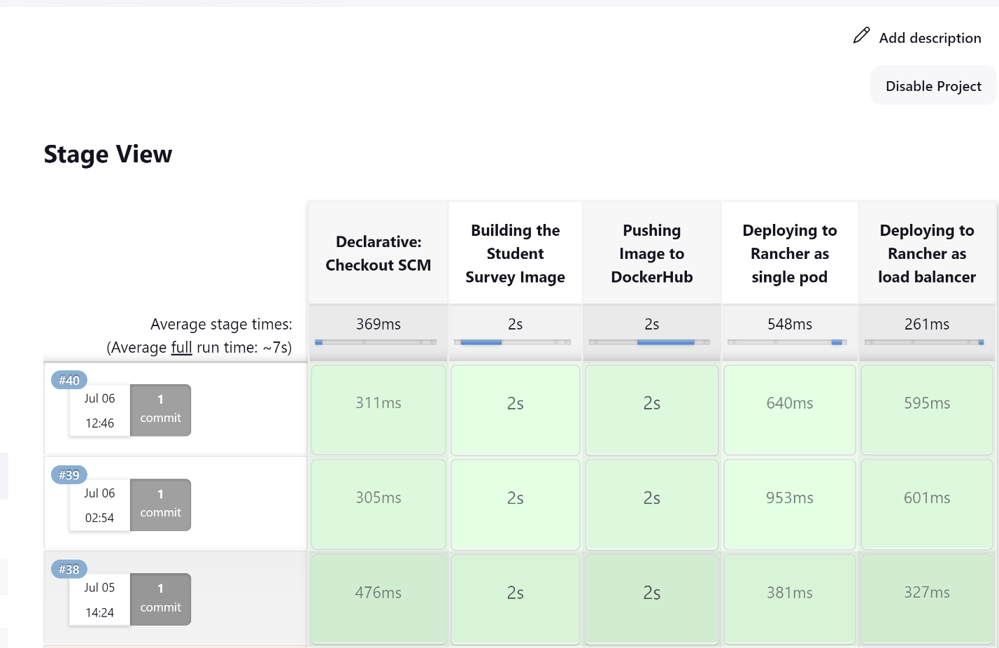 Add description
Disable Project
Stage View
Declarative:
Checkout SCM
Building the
Student
Survey Image
Pushing
Image to
DockerHub
Deploying to
Rancher as
single pod
Deploying to
Rancher as
load balancer
Average stage times:
(Average full run time: ~7s)
369ms
2s
2s
548ms
261ms
#40
Jul 06
12:46
1
commit
311ms
2s
2s
640ms
595ms
#39
Jul 06
02:54
1
commit
305ms
2s
2s
953ms
601ms
#38
Jul 05
14:24
1
commit
476ms
2s
2s
381ms
327ms